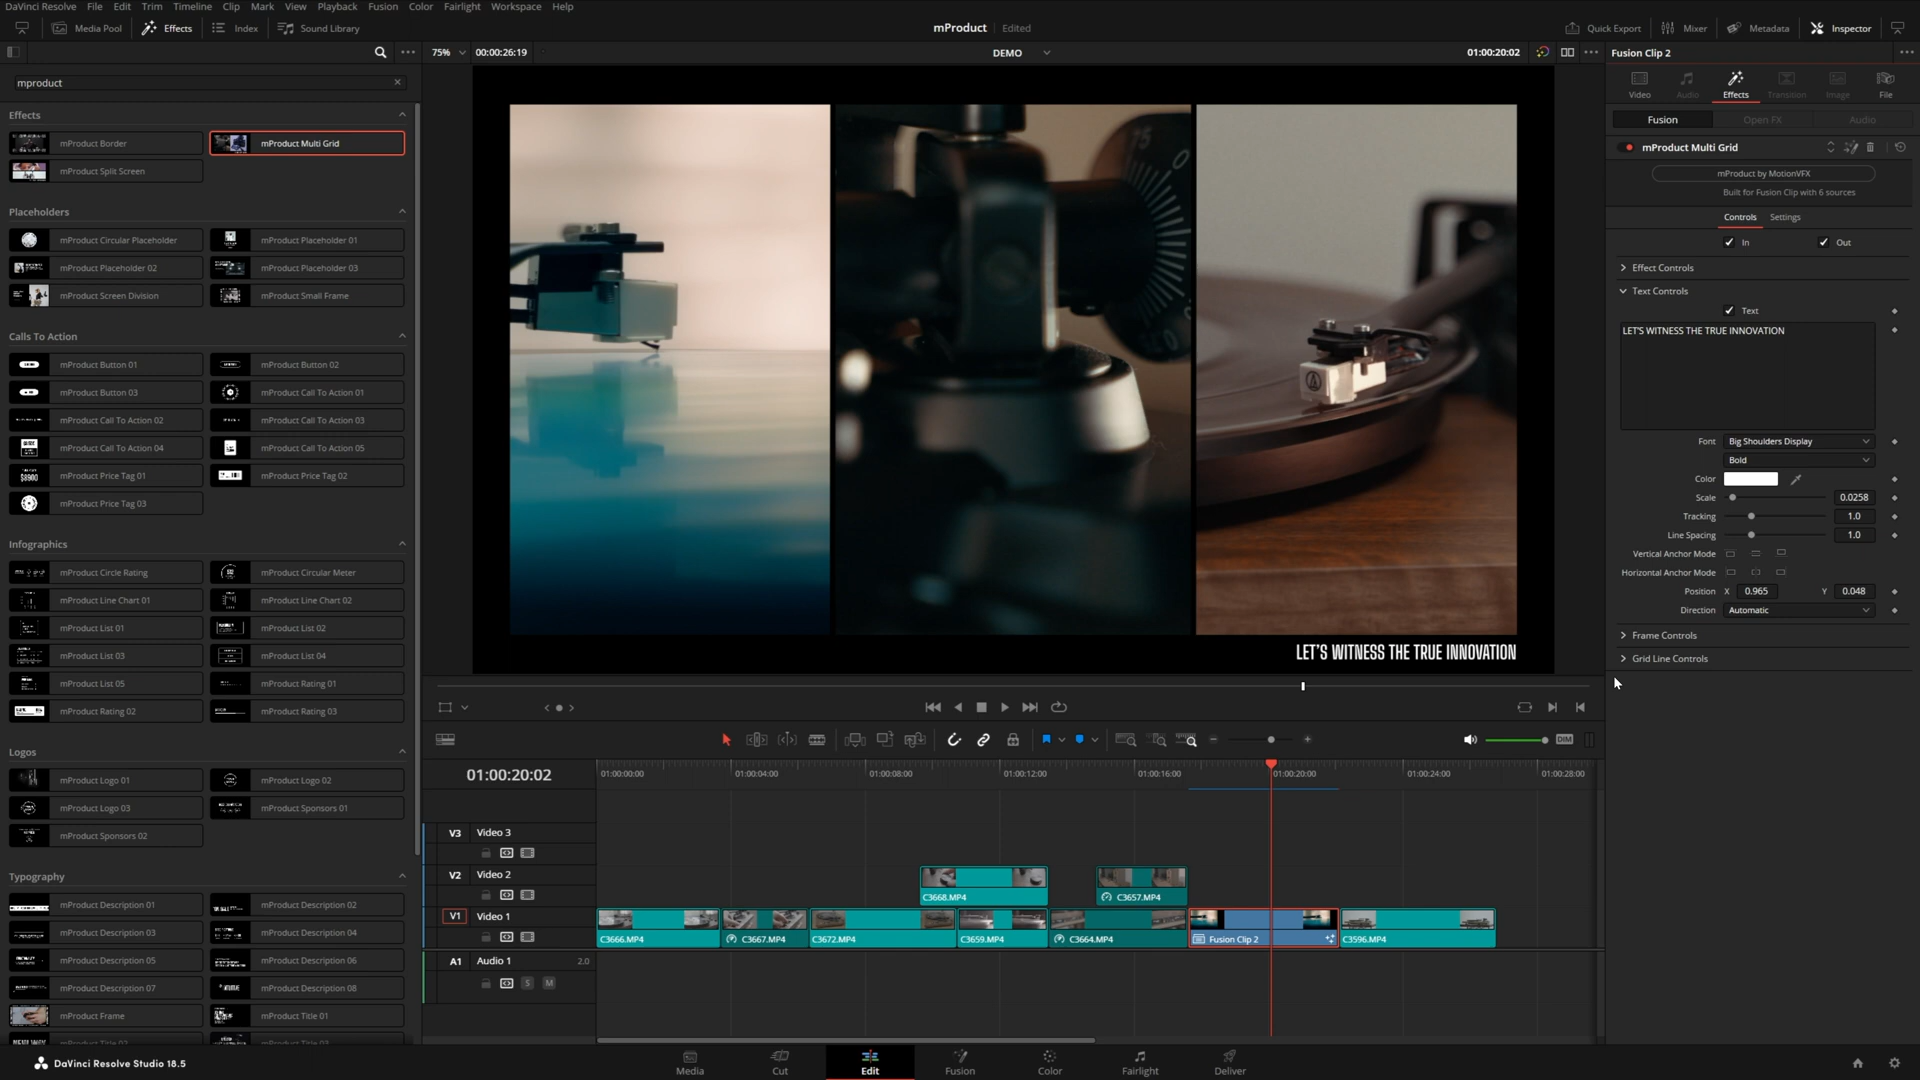 DaVinci Resolve File Edit Trim Timeline Clip Mark View Playback Fusion Color Fairlight Workspace Help
Media Pool Effects Index Sound Library mProduct Edited Quick Export Mixer Metadata Inspector
75% 00:00:26:19 DEMO 01:00:20:02 Fusion Clip 2
mproduct
Video Audio Effects Transition Image File
Effects
Fusion Open FX Audio
mProduct Border mProduct Multi Grid
mProduct Split Screen
mProduct Multi Grid
mProduct by MotionVFX
Built for Fusion Clip with 6 sources
Placeholders
Controls Settings
mProduct Circular Placeholder mProduct Placeholder 01
In Out
mProduct Placeholder 02 mProduct Placeholder 03
Effect Controls
mProduct Screen Division mProduct Small Frame
Text Controls
Text
LET'S WITNESS THE TRUE INNOVATION
Calls To Action
mProduct Button 01 mProduct Button 02
mProduct Button 03 mProduct Call To Action 01
mProduct Call To Action 02 mProduct Call To Action 03
mProduct Call To Action 04 mProduct Call To Action 05
mProduct Price Tag 01 mProduct Price Tag 02
$8900
mProduct Price Tag 03
Font Big Shoulders Display
Bold
Color
Scale 0.0258
Tracking 1.0
Line Spacing 1.0
Vertical Anchor Mode
Horizontal Anchor Mode
Position X 0.965 Y 0.048
Direction Automatic
Frame Controls
Grid Line Controls
75
0
Infographics
mProduct Circle Rating mProduct Circular Meter
mProduct Line Chart 01 mProduct Line Chart 02
mProduct List 01 mProduct List 02
mProduct List 03 mProduct List 04
mProduct List 05 mProduct Rating 01
mProduct Rating 02 mProduct Rating 03
LET'S WITNESS THE TRUE INNOVATION
Logos
mProduct Logo 01 mProduct Logo 02
mProduct Logo 03 mProduct Sponsors 01
mProduct Sponsors 02
DIM
01:00:20:02 01:00:00:00 01:00:04:00 01:00:08:00 01:00:12:00 01:00:16:00 01:00:20:00 01:00:24:00 01:00:28:00
V3 Video 3
V2 Video 2
C3668.MP4 C3657.MP4
V1 Video 1
C3666.MP4 C3667.MP4 C3672.MP4 C3659.MP4 C3664.MP4 Fusion Clip 2 C3596.MP4
A1 Audio 1 2.0
S M
Typography
mProduct Description 01 mProduct Description 02
mProduct Description 03 mProduct Description 04
mProduct Description 05 mProduct Description 06
mProduct Description 07 mProduct Description 08
mProduct Frame mProduct Title 01
mProduct Title 02 mProduct Title 03
DaVinci Resolve Studio 18.5
Media Cut Edit Fusion Color Fairlight Deliver